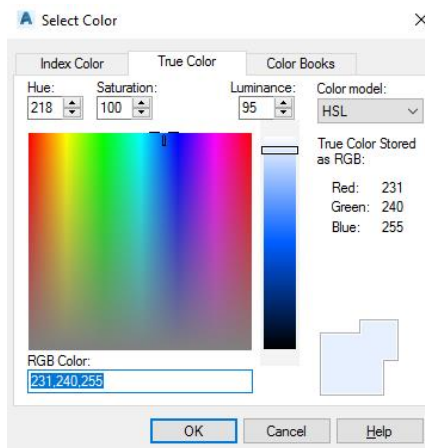 Select Color
Index Color True Color Color Books
Hue: Saturation: Luminance: Color model:
218 100 95 HSL
True Color Stored
as RGB:
Red: 231
Green: 240
Blue: 255
RGB Color:
231,240,255
OK Cancel Help